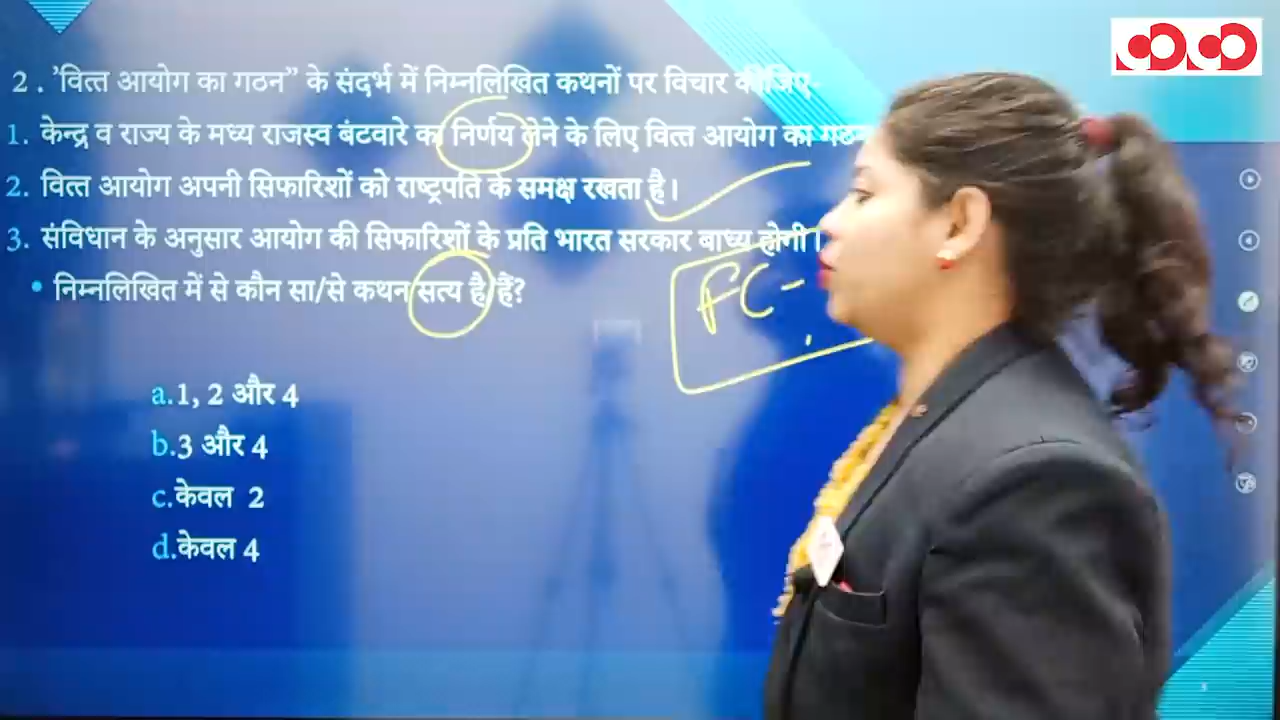 2. ’वित्त आयोग का गठन” के संदर्भ में निम्नलिखित कथनों पर विचार कीजिए-
1. केन्द्र व राज्य के मध्य राजस्व बंटवारे का निर्णय लेने के लिए वित्त आयोग का
2. वित्त आयोग अपनी सिफारिशों को राष्ट्रपति के समक्ष रखता है।
3. संविधान के अनुसार आयोग की सिफारिशों के प्रति भारत सरकार बाध्य होगी।
• निम्नलिखित में से कौन सा/से कथन सत्य है/हैं?
FC-
a. 1, 2 और 4
b. 3 और 4
c. केवल 2
d. केवल 4